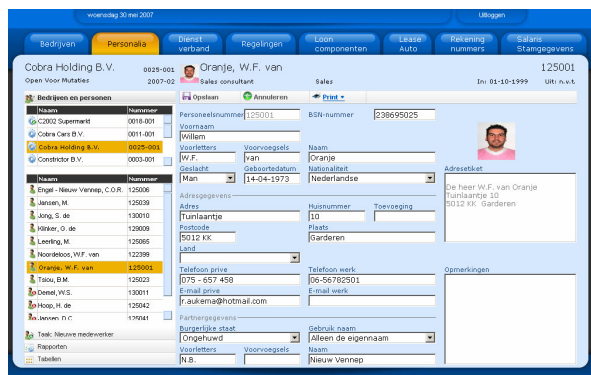 woensdag 30 mei 2007 Uitloggen
Bedrijven Personalia Dienst verband Regelingen Loon componenten Lease Auto Rekening nummers Salaris Stamgegevens
Cobra Holding B.V. 0025-001 Oranje, W.F. van 125001
Open Voor Mutaties 2007-02 Sales consultant Sales In: 01-10-1999 Uit: n.v.t.
Bedrijven en personen Opslaan Annuleren Print
Naam Nummer
C2002 Supermarkt 0018-001
Cobra Cars B.V. 0011-001
Cobra Holding B.V. 0025-001
Constrictor B.V. 0003-001
Naam Nummer
Engel - Nieuw Vennep, C.O.R. 125006
Jansen, M. 125039
Jong, S. de 130010
Klinker, G. de 129009
Leerling, M. 125065
Noordeloos, W.F. van 122399
Oranje, W.F. van 125001
Tsiou, B.M. 125023
Demel, W.S. 130011
Hoop, H. de 125042
Jansen, D.C. 125041
Taak: Nieuwe medewerker
Rapporten
Tabellen
Personeelsnummer 125001 BSN-nummer 238695025
Voornaam
Willem
Voorletters Voorvoegsels Naam
W.F. van Oranje
Geslacht Geboortedatum Nationaliteit
Man 14-04-1973 Nederlandse
Adresgegevens
Adres Huisnummer Toevoeging
Tuinlaantje 10
Postcode Plaats
5012 KK Garderen
Land
Telefoon prive Telefoon werk
075 - 657 458 06-56782501
E-mail prive E-mail werk
r.aukema@hotmail.com
Partnergegevens
Burgerlijke staat Gebruik naam
Ongehuwd Alleen de eigennaam
Voorletters Voorvoegsels Naam
N.B. Nieuw Vennep
Adresetiket
De heer W.F. van Oranje
Tuinlaantje 10
5012 KK Garderen
Opmerkingen